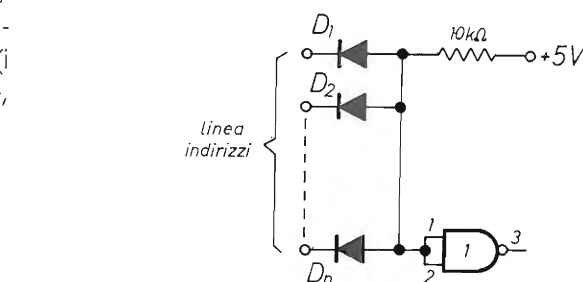 -
(i
,
D1
10kΩ
+5V
D2
linea
indirizzi
Dn
1
2
1
3